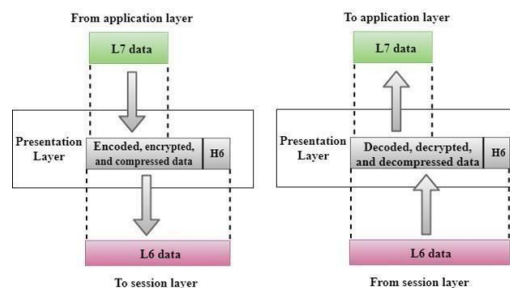 From application layer
L7 data
Presentation
Layer
Encoded, encrypted,
and compressed data
H6
L6 data
To session layer
To application layer
L7 data
Presentation
Layer
Decoded, decrypted,
and decompressed data
H6
L6 data
From session layer